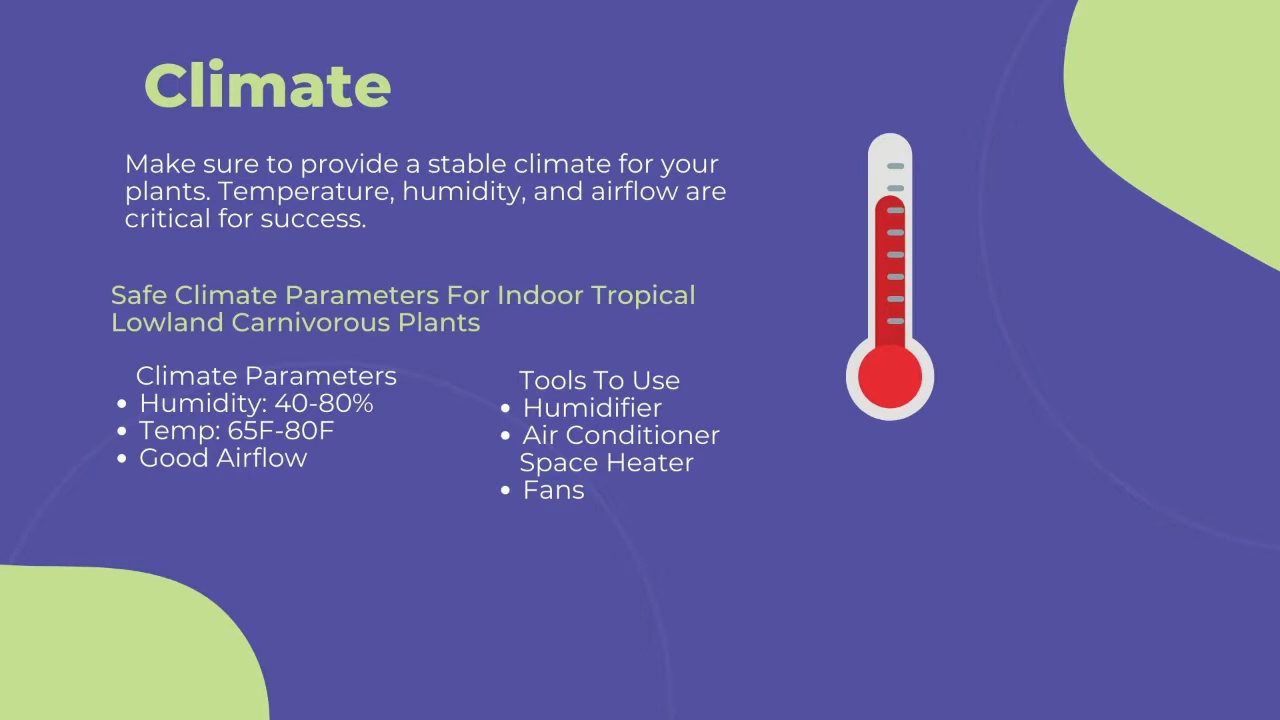 Climate
Make sure to provide a stable climate for your
plants. Temperature, humidity, and airflow are
critical for success.
Safe Climate Parameters For Indoor Tropical
Lowland Carnivorous Plants
Climate Parameters
• Humidity: 40-80%
• Temp: 65F-80F
• Good Airflow
Tools To Use
• Humidifier
• Air Conditioner
Space Heater
• Fans